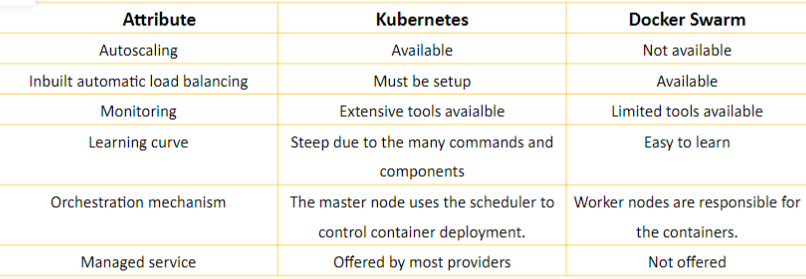 Attribute Kubernetes Docker Swarm
Autoscaling Available Not available
Inbuilt automatic load balancing Must be setup Available
Monitoring Extensive tools avaialble Limited tools available
Learning curve Steep due to the many commands and Easy to learn
components
Orchestration mechanism The master node uses the scheduler to Worker nodes are responsible for
control container deployment. the containers.
Managed service Offered by most providers Not offered